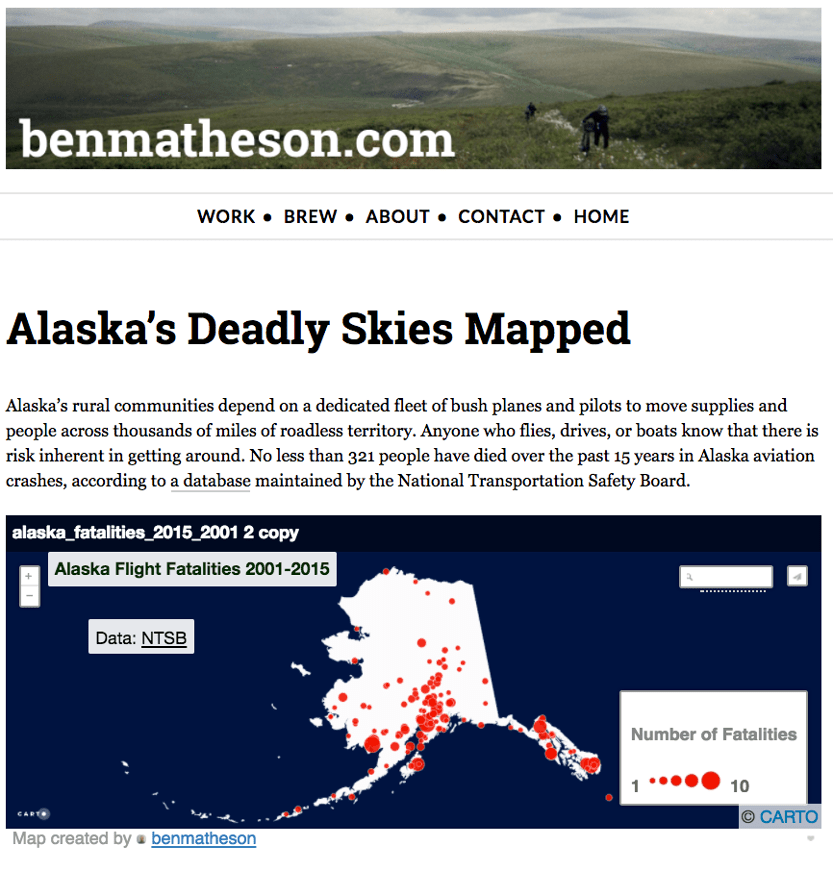 benmatheson.com
WORK • BREW • ABOUT • CONTACT • HOME
Alaska's Deadly Skies Mapped
Alaska's rural communities depend on a dedicated fleet of bush planes and pilots to move supplies and
people across thousands of miles of roadless territory. Anyone who flies, drives, or boats know that there is
risk inherent in getting around. No less than 321 people have died over the past 15 years in Alaska aviation
crashes, according to a database maintained by the National Transportation Safety Board.
alaska_fatalities_2015_2001 2 copy
+
Alaska Flight Fatalities 2001-2015
−
Data: NTSB
Number of Fatalities
1 10
CARTO
© CARTO
Map created by benmatheson